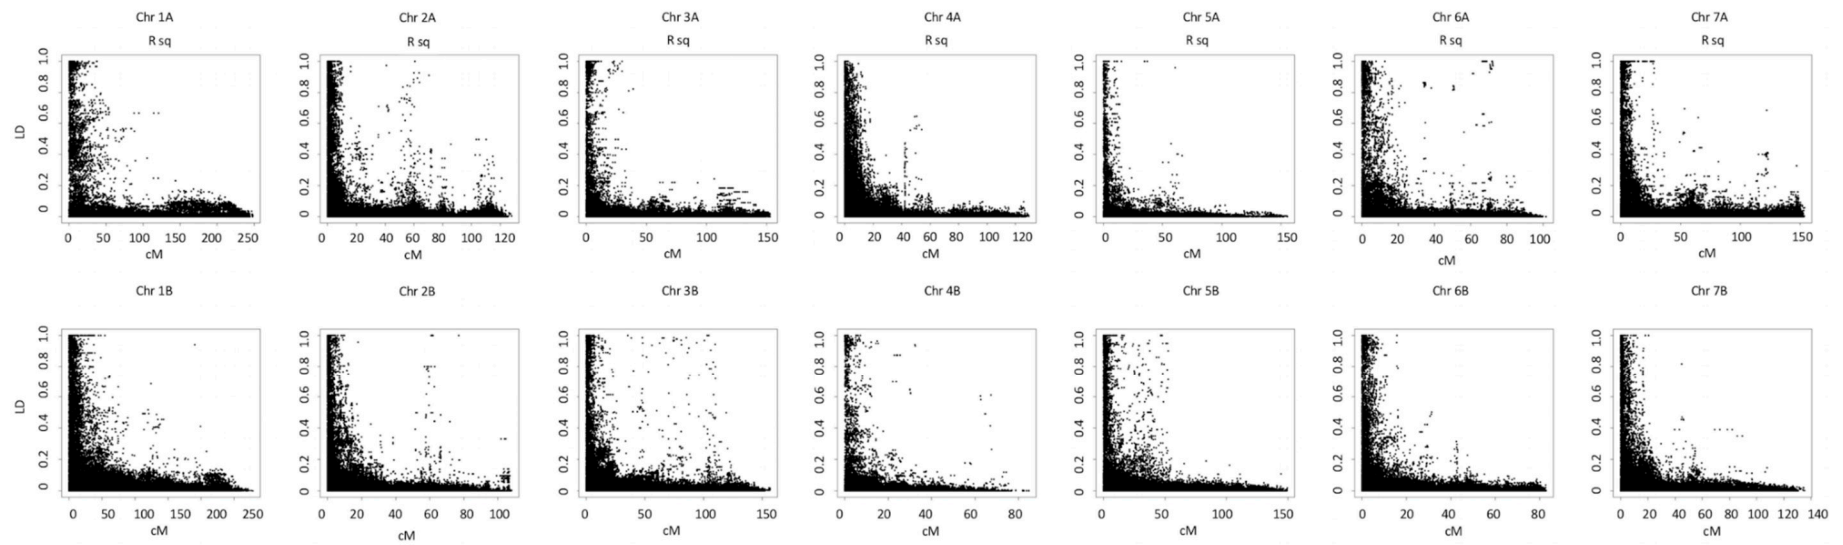 Chr 1A Chr 2A Chr 3A Chr 4A Chr 5A Chr 6A Chr 7A
R sq R sq R sq R sq R sq R sq R sq
LD
1.0 0.8 0.6 0.4 0.2 0
1.0 0.8 0.6 0.4 0.2 0
1.0 0.8 0.6 0.4 0.2 0
1.0 0.8 0.6 0.4 0.2 0
1.0 0.8 0.6 0.4 0.2 0
1.0 0.8 0.6 0.4 0.2 0
1.0 0.8 0.6 0.4 0.2 0
0 50 100 150 200 250
0 20 40 60 80 100 120
0 50 100 150
0 20 40 60 80 100 120
0 50 100 150
0 20 40 60 80 100
0 50 100 150
cM cM cM cM cM cM cM
Chr 1B Chr 2B Chr 3B Chr 4B Chr 5B Chr 6B Chr 7B
LD
1.0 0.8 0.6 0.4 0.2 0
1.0 0.8 0.6 0.4 0.2 0
1.0 0.8 0.6 0.4 0.2 0
1.0 0.8 0.6 0.4 0.2 0
1.0 0.8 0.6 0.4 0.2 0
1.0 0.8 0.6 0.4 0.2 0
1.0 0.8 0.6 0.4 0.2 0
0 50 100 150 200 250
0 20 40 60 80 100
0 50 100 150
0 20 40 60 80
0 50 100 150
0 20 40 60 80
0 20 40 60 80 100 120 140
cM cM cM cM cM cM cM